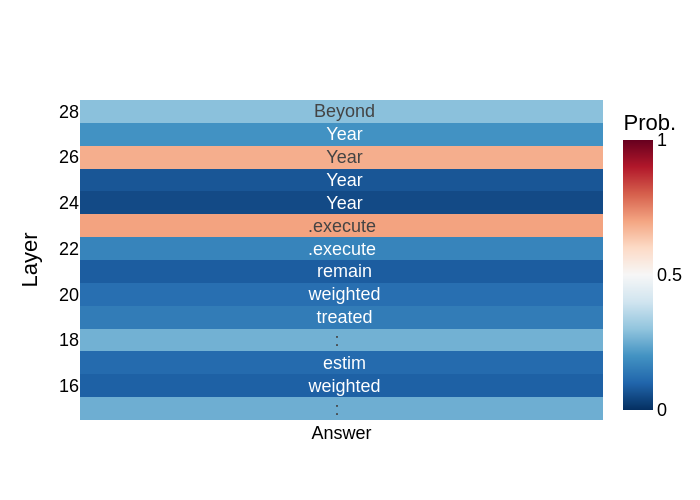 Prob.
28 Beyond 1
Year
26 Year
Year
24 Year
.execute
22 .execute
remain 0.5
20 weighted
treated
18 :
estim
16 weighted
: 0
Answer
Layer